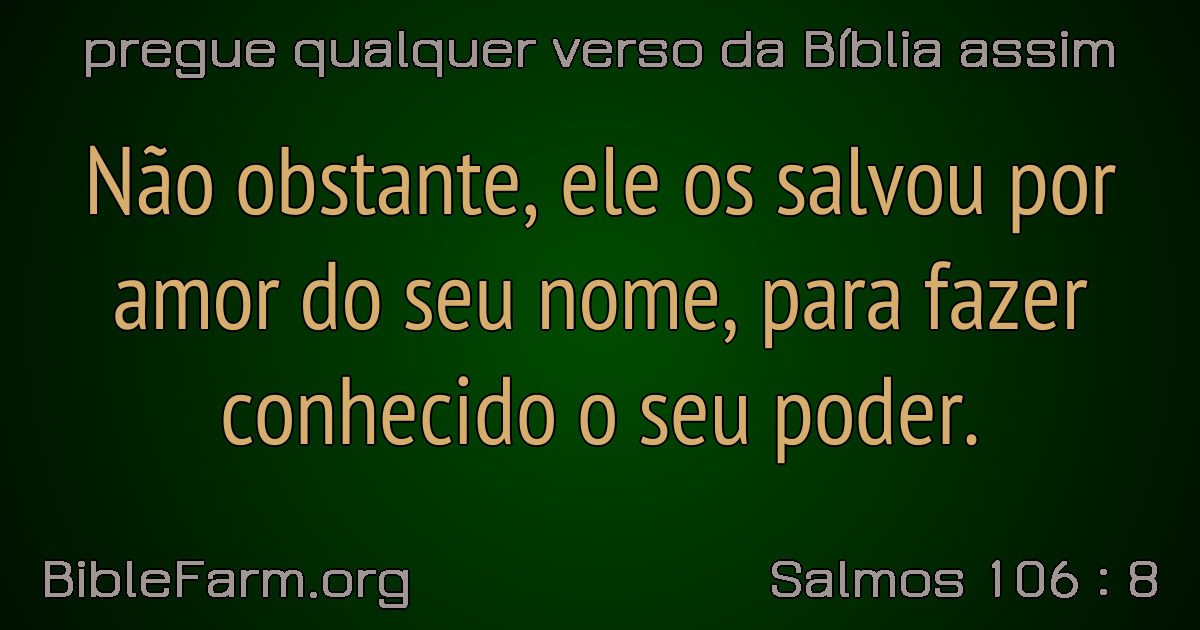 pregue qualquer verso da Bíblia assim
Não obstante, ele os salvou por
amor do seu nome, para fazer
conhecido o seu poder.
BibleFarm.org
Salmos 106 : 8